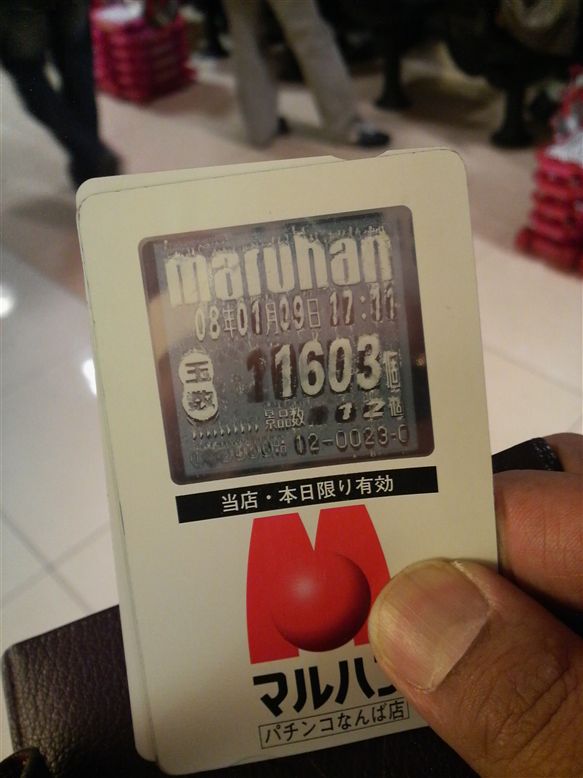 maruhan
08年01月09日 17:11
玉数 11603個
景品数 12個
12-0023-0
当店・本日限り有効
マルハン
パチンコなんば店